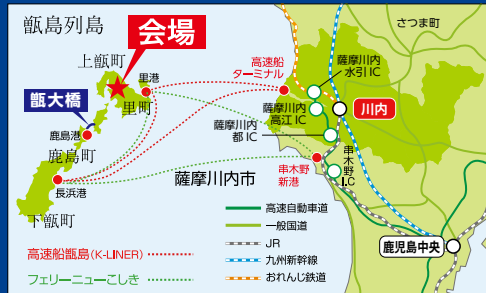 甑島列島
会場
上甑町
里港
里町
甑大橋
鹿島港
鹿島町
長浜港
下甑町
高速船
ターミナル
さつま町
薩摩川内
水引IC
薩摩川内
高江IC
川内
薩摩川内
都IC
串木野
新港
串木野
I.C
薩摩川内市
高速自動車道
一般国道
JR
九州新幹線
おれんじ鉄道
鹿児島中央
高速船甑島(K-LINER)
フェリーニューこしき